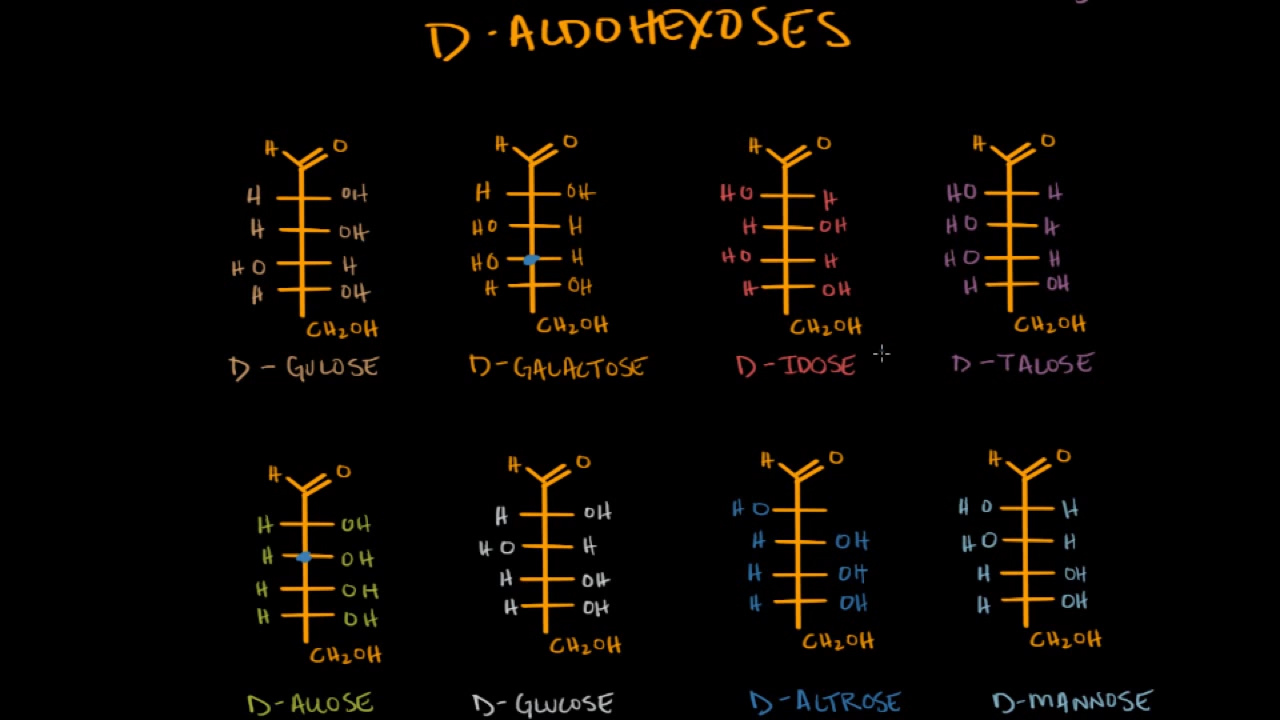 D-ALDOHEXOSES
H O H O H O H O
H OH H OH HO H HO H
H OH HO H H OH HO H
HO H HO H HO H HO H
H OH H OH H OH H OH
CH2OH CH2OH CH2OH CH2OH
D-GULOSE D-GALACTOSE D-IDOSE D-TALOSE
H O H O H O H O
H OH H OH HO HO H
H OH HO H H OH HO H
H OH H OH H OH H OH
H OH H OH H OH H OH
CH2OH CH2OH CH2OH CH2OH
D-ALLOSE D-GLUCOSE D-ALTROSE D-MANNOSE